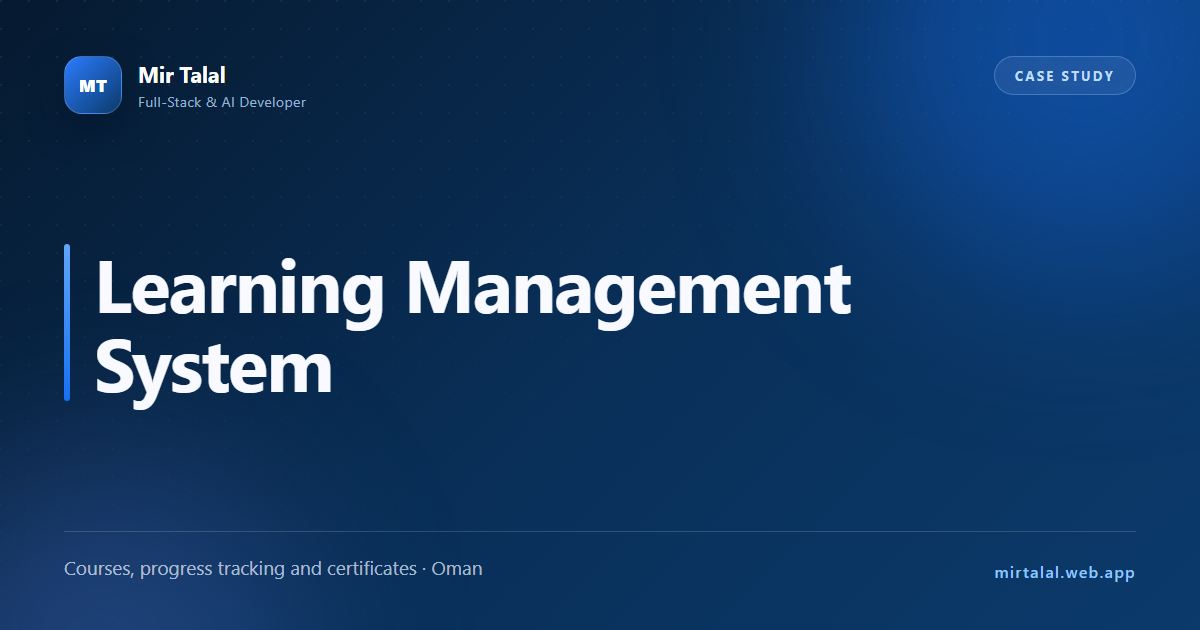 MT
Mir Talal
Full-Stack & AI Developer
CASE STUDY
Learning Management
System
Courses, progress tracking and certificates · Oman
mirtalal.web.app